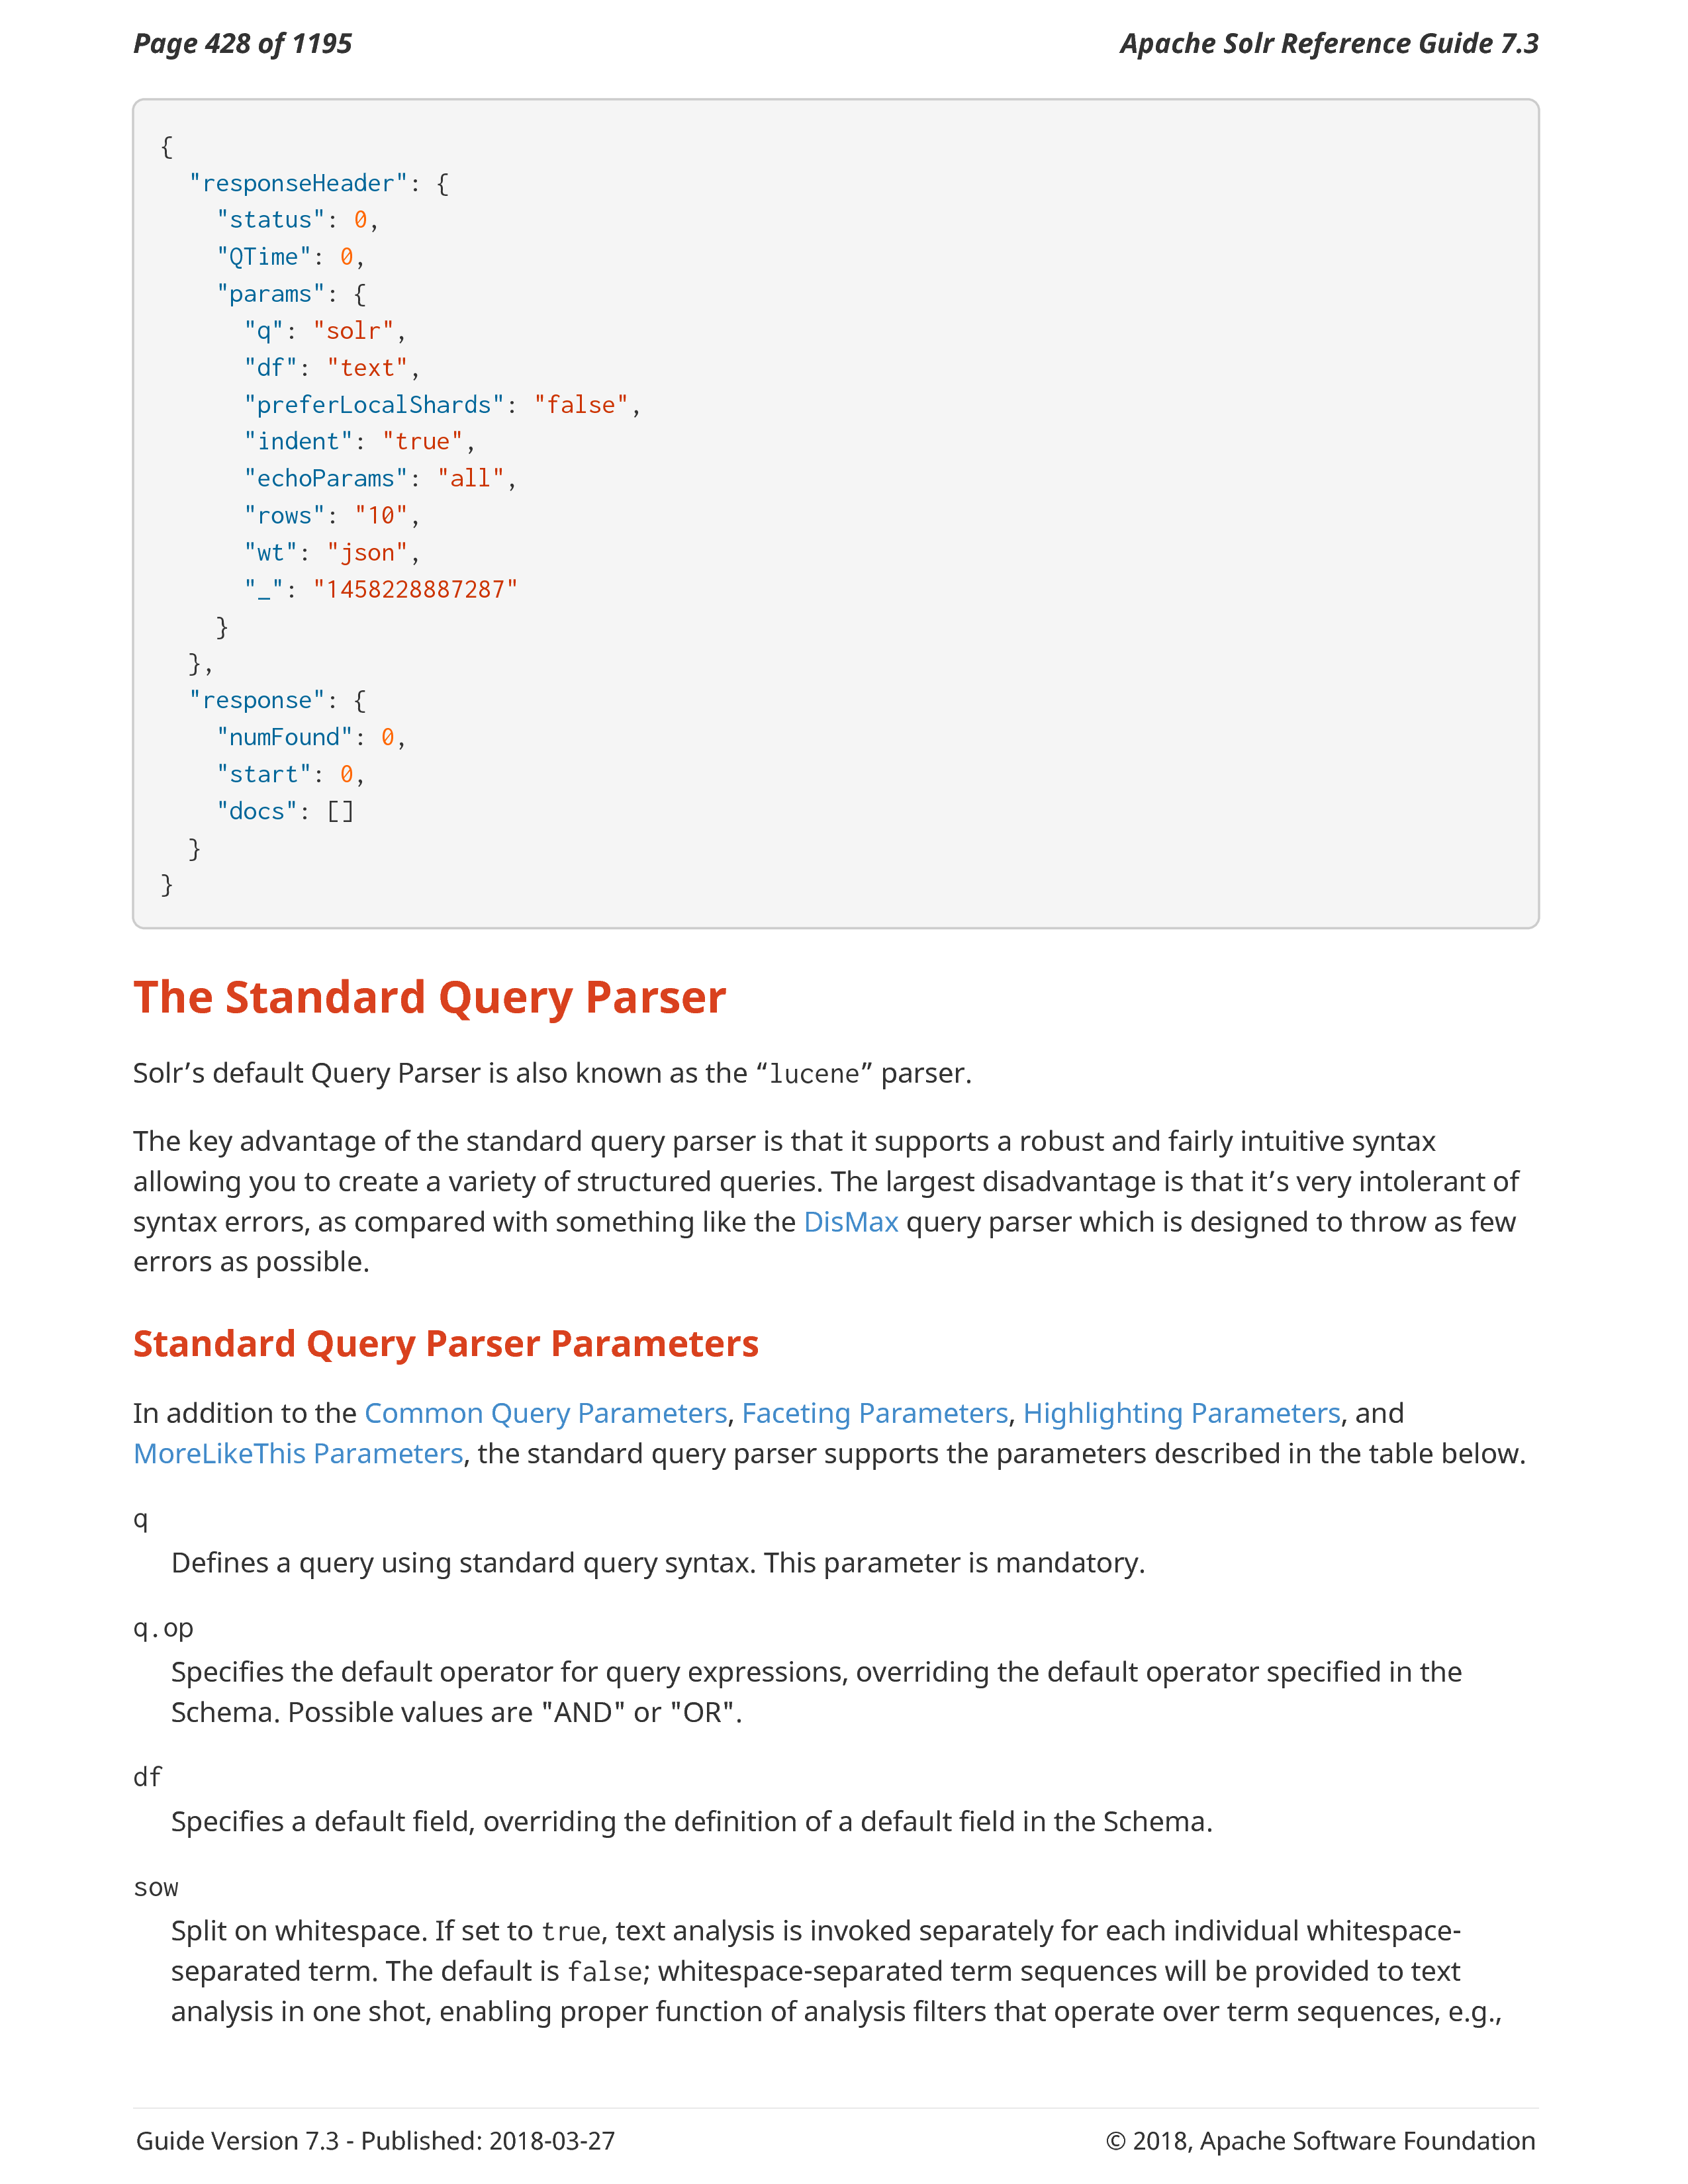 Page 428 of 1195
Apache Solr Reference Guide 7.3
{
  "responseHeader": {
    "status": 0,
    "QTime": 0,
    "params": {
      "q": "solr",
      "df": "text",
      "preferLocalShards": "false",
      "indent": "true",
      "echoParams": "all",
      "rows": "10",
      "wt": "json",
      "_": "1458228887287"
    }
  },
  "response": {
    "numFound": 0,
    "start": 0,
    "docs": []
  }
}
The Standard Query Parser
Solr’s default Query Parser is also known as the “lucene” parser.
The key advantage of the standard query parser is that it supports a robust and fairly intuitive syntax
allowing you to create a variety of structured queries. The largest disadvantage is that it’s very intolerant of
syntax errors, as compared with something like the DisMax query parser which is designed to throw as few
errors as possible.
Standard Query Parser Parameters
In addition to the Common Query Parameters, Faceting Parameters, Highlighting Parameters, and
MoreLikeThis Parameters, the standard query parser supports the parameters described in the table below.
q
Defines a query using standard query syntax. This parameter is mandatory.
q.op
Specifies the default operator for query expressions, overriding the default operator specified in the
Schema. Possible values are "AND" or "OR".
df
Specifies a default field, overriding the definition of a default field in the Schema.
sow
Split on whitespace. If set to true, text analysis is invoked separately for each individual whitespace-
separated term. The default is false; whitespace-separated term sequences will be provided to text
analysis in one shot, enabling proper function of analysis filters that operate over term sequences, e.g.,
Guide Version 7.3 - Published: 2018-03-27
© 2018, Apache Software Foundation